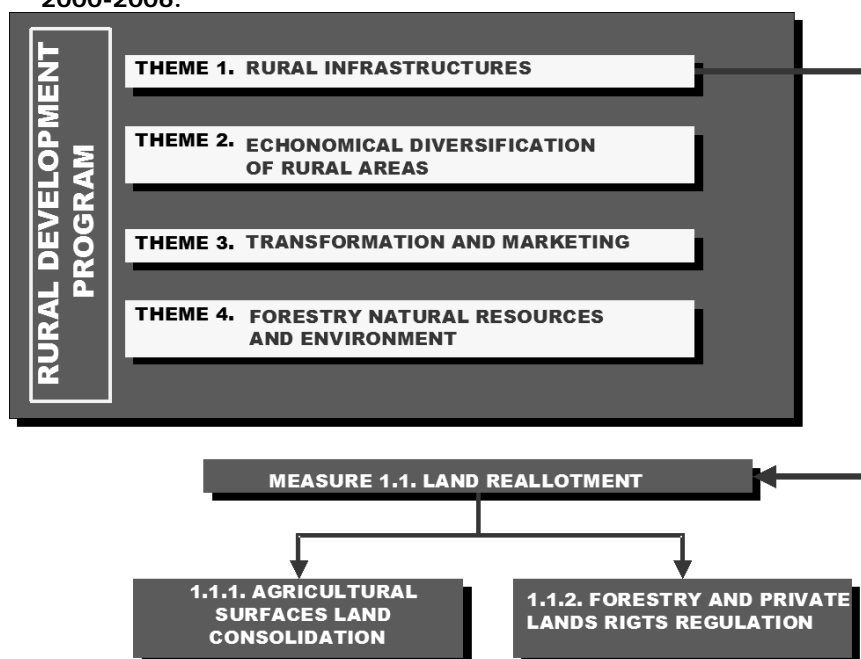 2000-2006.
RURAL DEVELOPMENT
PROGRAM
THEME 1. RURAL INFRASTRUCTURES
THEME 2. ECHONOMICAL DIVERSIFICATION
OF RURAL AREAS
THEME 3. TRANSFORMATION AND MARKETING
THEME 4. FORESTRY NATURAL RESOURCES
AND ENVIRONMENT
MEASURE 1.1. LAND REALLOTMENT
1.1.1. AGRICULTURAL
SURFACES LAND
CONSOLIDATION
1.1.2. FORESTRY AND PRIVATE
LANDS RIGTS REGULATION